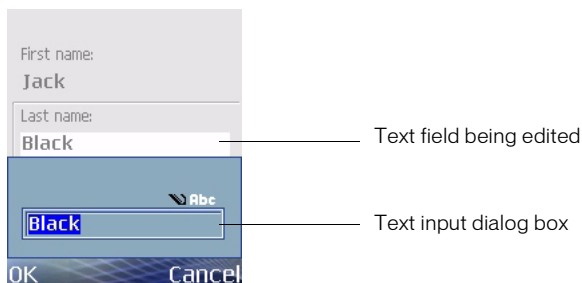 First name:
Jack
Last name:
Black
Text field being edited
Abc
Black
Text input dialog box
OK Cancel